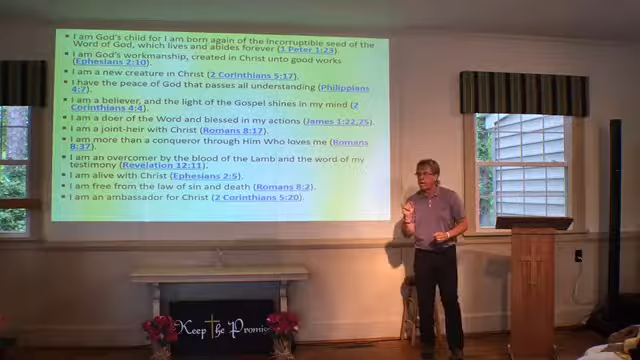 ▪ I am God's child for I am born again of the incorruptible seed of the
Word of God, which lives and abides forever (1 Peter 1:23).
▪ I am God's workmanship, created in Christ unto good works
(Ephesians 2:10).
▪ I am a new creature in Christ (2 Corinthians 5:17).
▪ I have the peace of God that passes all understanding (Philippians
4:7).
▪ I am a believer, and the light of the Gospel shines in my mind (2
Corinthians 4:4).
▪ I am a doer of the Word and blessed in my actions (James 1:22,25).
▪ I am a joint-heir with Christ (Romans 8:17).
▪ I am more than a conqueror through Him Who loves me (Romans
8:37).
▪ I am an overcomer by the blood of the Lamb and the word of my
testimony (Revelation 12:11).
▪ I am alive with Christ (Ephesians 2:5).
▪ I am free from the law of sin and death (Romans 8:2).
▪ I am an ambassador for Christ (2 Corinthians 5:20).
Keep the Promise